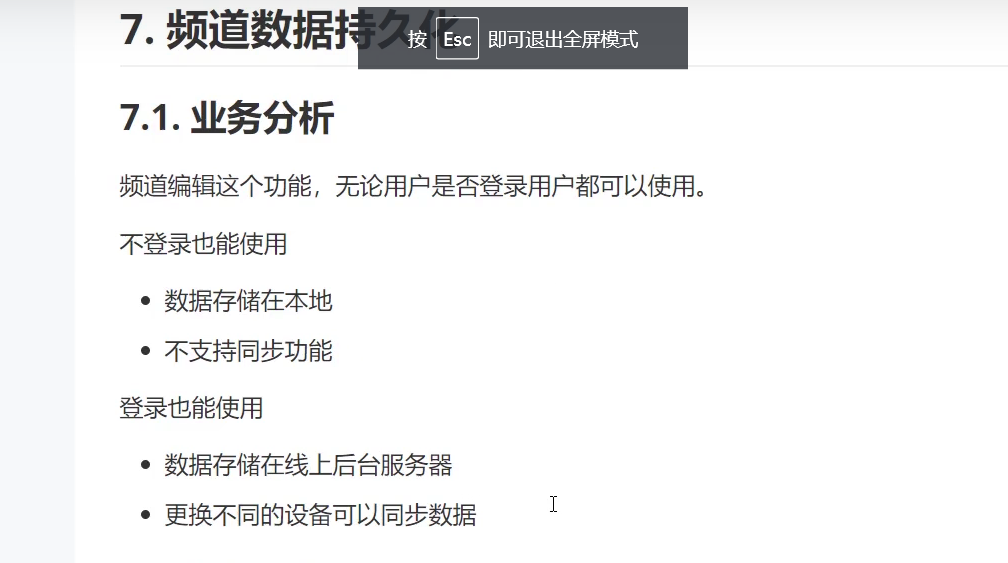 7. 频道数据持久化
按 Esc 即可退出全屏模式
7.1. 业务分析
频道编辑这个功能，无论用户是否登录用户都可以使用。
不登录也能使用
数据存储在本地
不支持同步功能
登录也能使用
数据存储在线上后台服务器
更换不同的设备可以同步数据